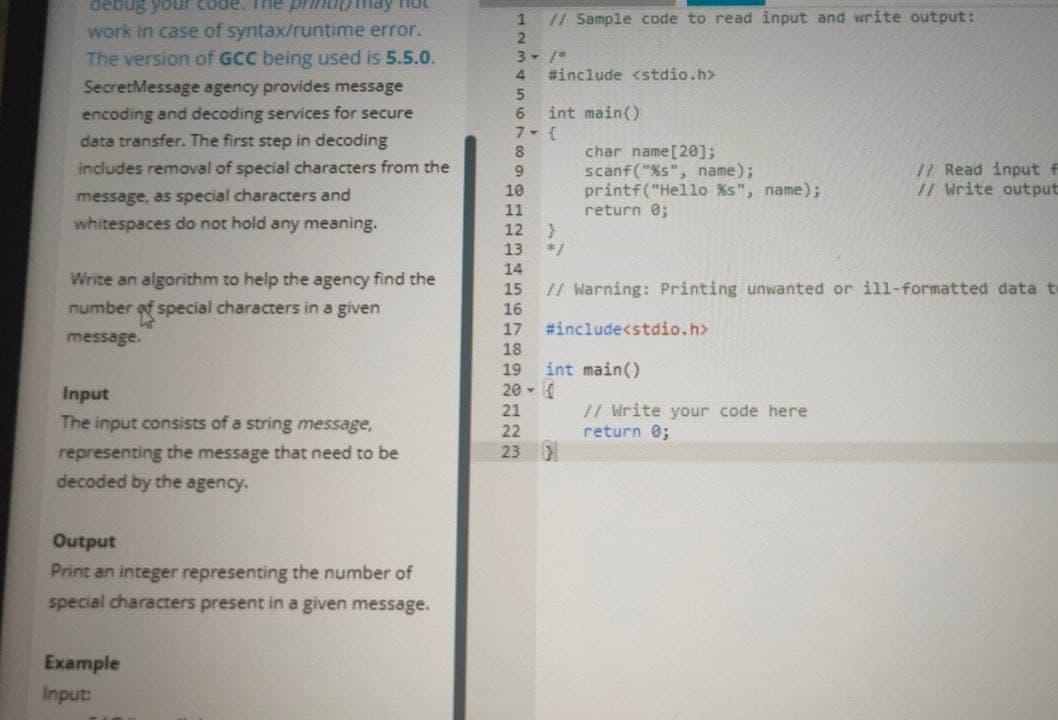 debug your code. The printf() may not
work in case of syntax/runtime error.
The version of GCC being used is 5.5.0.
SecretMessage agency provides message
encoding and decoding services for secure
data transfer. The first step in decoding
includes removal of special characters from the
message, as special characters and
whitespaces do not hold any meaning.
Write an algorithm to help the agency find the
number of special characters in a given
message.
Input
The input consists of a string message,
representing the message that need to be
decoded by the agency.
Output
Print an integer representing the number of
special characters present in a given message.
Example
Input:
1 // Sample code to read input and write output:
2
3 /*
4 #include <stdio.h>
5
6 int main()
7 {
8 char name[20];
9 scanf("%s", name); // Read input f
10 printf("Hello %s", name); // Write output
11 return 0;
12 }
13 */
14
15 // Warning: Printing unwanted or ill-formatted data t
16
17 #include<stdio.h>
18
19 int main()
20 {
21 // Write your code here
22 return 0;
23 }